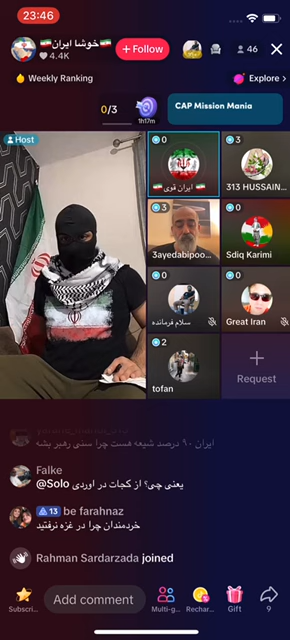 23:46
🇮🇷خوشا ایران🇮🇷
4.4K
+ Follow
46
Weekly Ranking
Explore >
0/3
1h17m
CAP Mission Mania
Host
0
🇮🇷 ایران قوی 🇮🇷
3
313 HUSSAIN...
3
3ayedabipoo...
0
Sdiq Karimi
0
سلام فرمانده
0
Great Iran
2
tofan
Request
ایران ۹۰ درصد شیعه هست چرا سنی رهبر بشه
Falke
@Solo یعنی چی؟ از کجات در اوردی
13 be farahnaz
خردمندان چرا در غزه نرفتید
Rahman Sardarzada joined
Subscri...
Add comment
Multi-g...
Rechar...
Gift
9